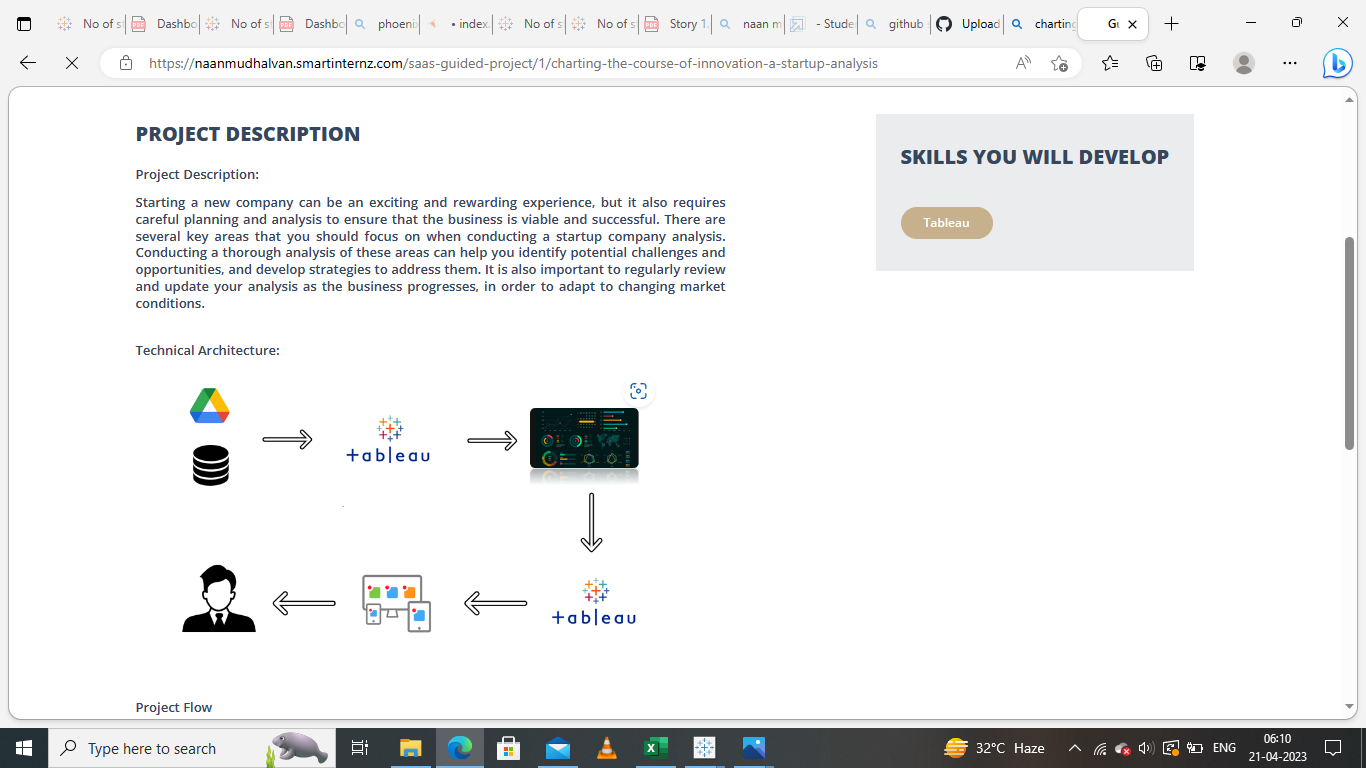 No of s
Dashbo
No of s
Dashbo
phoeni
• index.
No of s
No of s
Story 1.
naan m
- Stude
github
Upload
charting
Gu
https://naanmudhalvan.smartinternz.com/saas-guided-project/1/charting-the-course-of-innovation-a-startup-analysis
PROJECT DESCRIPTION
Project Description:
Starting a new company can be an exciting and rewarding experience, but it also requires
careful planning and analysis to ensure that the business is viable and successful. There are
several key areas that you should focus on when conducting a startup company analysis.
Conducting a thorough analysis of these areas can help you identify potential challenges and
opportunities, and develop strategies to address them. It is also important to regularly review
and update your analysis as the business progresses, in order to adapt to changing market
conditions.
SKILLS YOU WILL DEVELOP
Tableau
Technical Architecture:
+ableau
+ableau
Project Flow
Type here to search
32°C Haze
ENG
06:10
21-04-2023